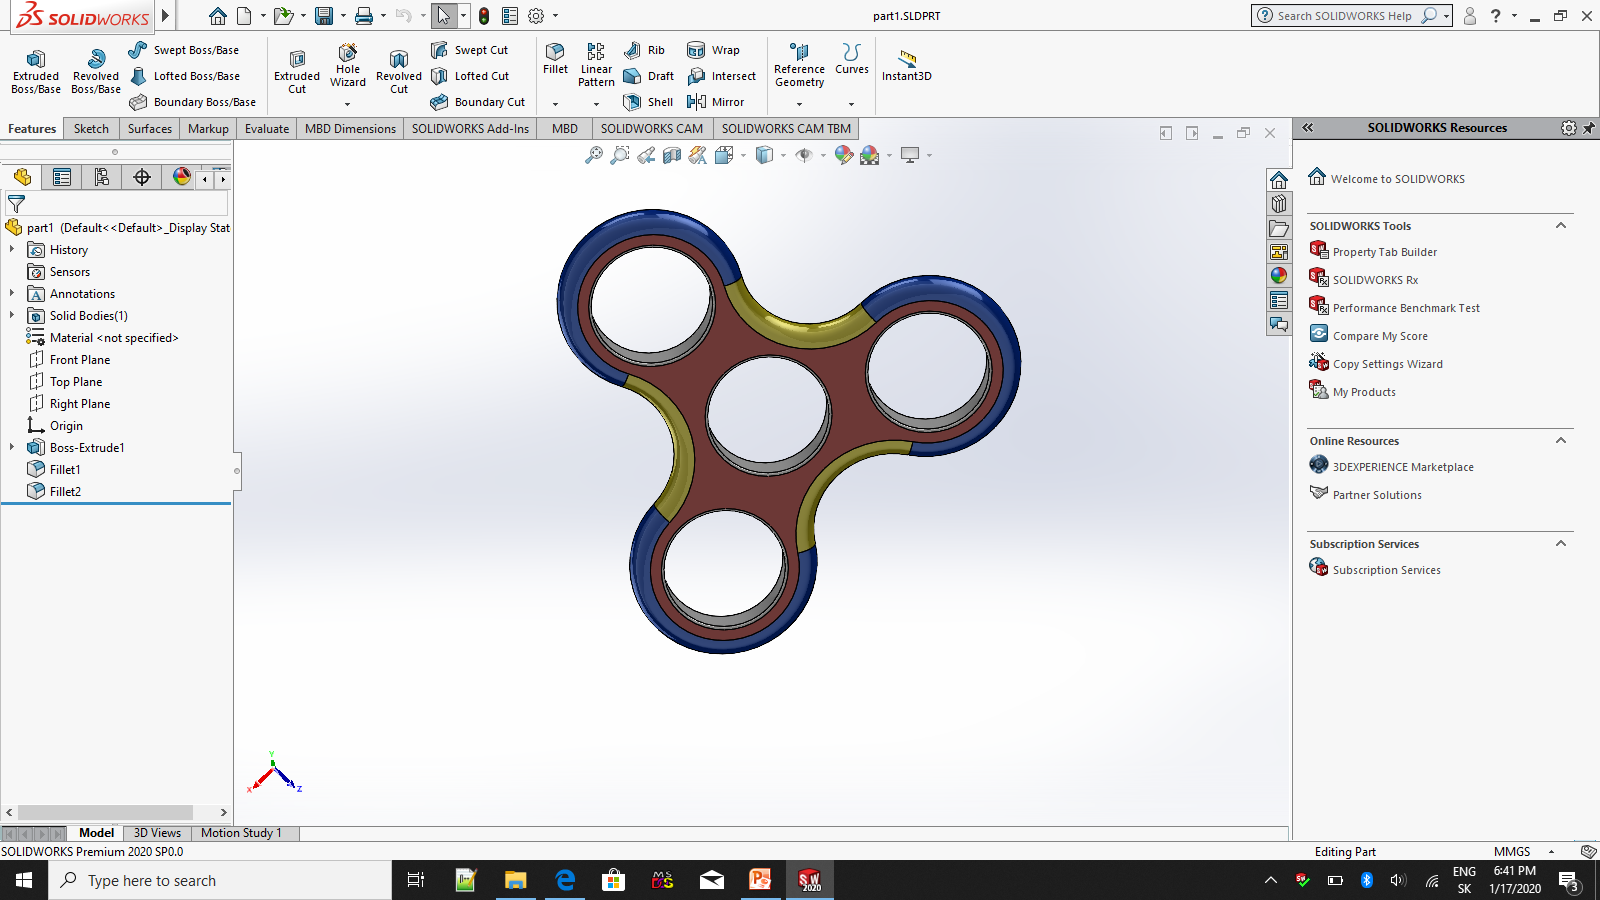 SOLIDWORKS
part1.SLDPRT
Search SOLIDWORKS Help
?
Extruded Boss/Base
Revolved Boss/Base
Swept Boss/Base
Lofted Boss/Base
Boundary Boss/Base
Extruded Cut
Hole Wizard
Revolved Cut
Swept Cut
Lofted Cut
Boundary Cut
Fillet
Linear Pattern
Rib
Draft
Shell
Wrap
Intersect
Mirror
Reference Geometry
Curves
Instant3D
Features
Sketch
Surfaces
Markup
Evaluate
MBD Dimensions
SOLIDWORKS Add-Ins
MBD
SOLIDWORKS CAM
SOLIDWORKS CAM TBM
part1 (Default<<Default>_Display Stat
History
Sensors
Annotations
Solid Bodies(1)
Material <not specified>
Front Plane
Top Plane
Right Plane
Origin
Boss-Extrude1
Fillet1
Fillet2
Y
X
Z
SOLIDWORKS Resources
Welcome to SOLIDWORKS
SOLIDWORKS Tools
Property Tab Builder
SOLIDWORKS Rx
Performance Benchmark Test
Compare My Score
Copy Settings Wizard
My Products
Online Resources
3DEXPERIENCE Marketplace
Partner Solutions
Subscription Services
Subscription Services
Model
3D Views
Motion Study 1
SOLIDWORKS Premium 2020 SP0.0
Editing Part
MMGS
Type here to search
SW
2020
ENG
SK
6:41 PM
1/17/2020
3